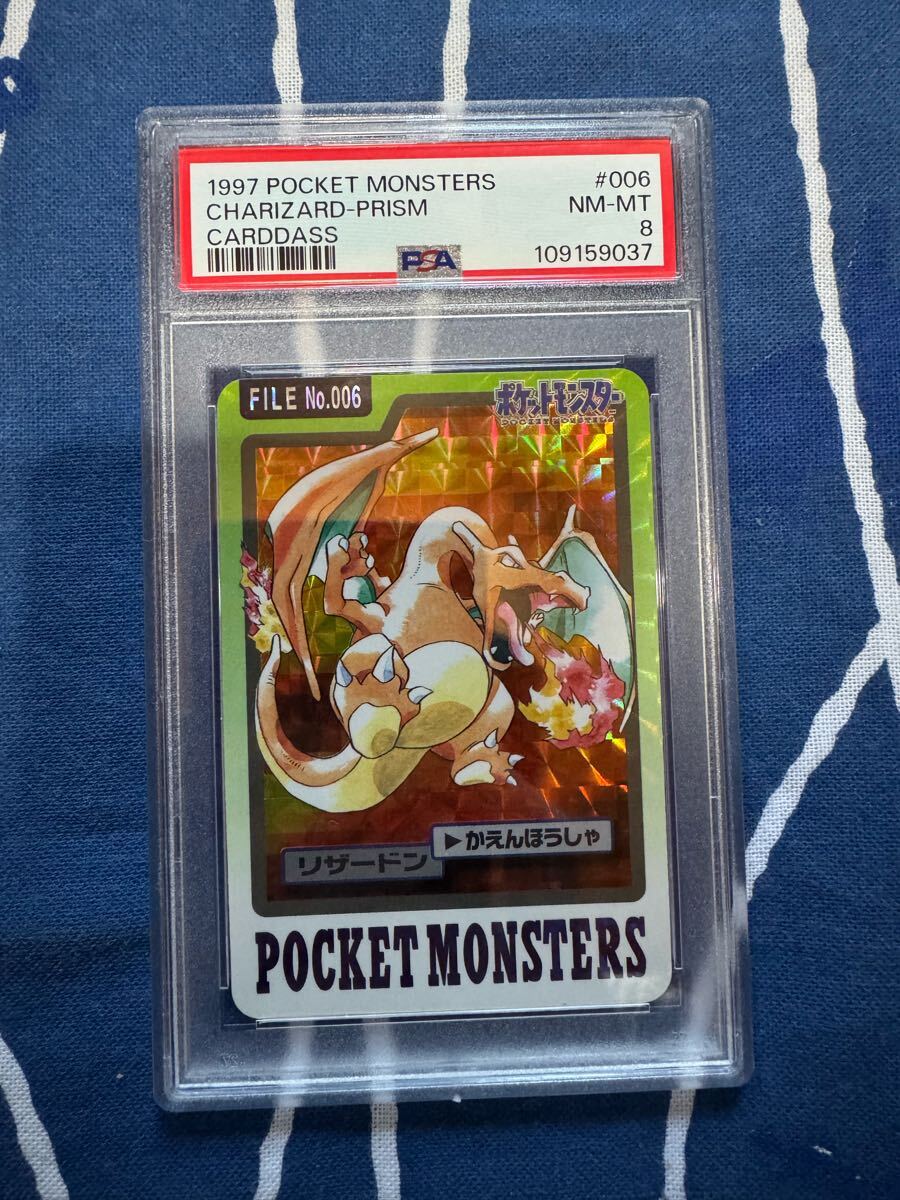 1997 POCKET MONSTERS #006
CHARIZARD-PRISM NM-MT
CARDDASS 8
PSA 109159037
FILE No.006
ポケットモンスター
POCKET MONSTERS
▶かえんほうしゃ
リザードン
POCKET MONSTERS